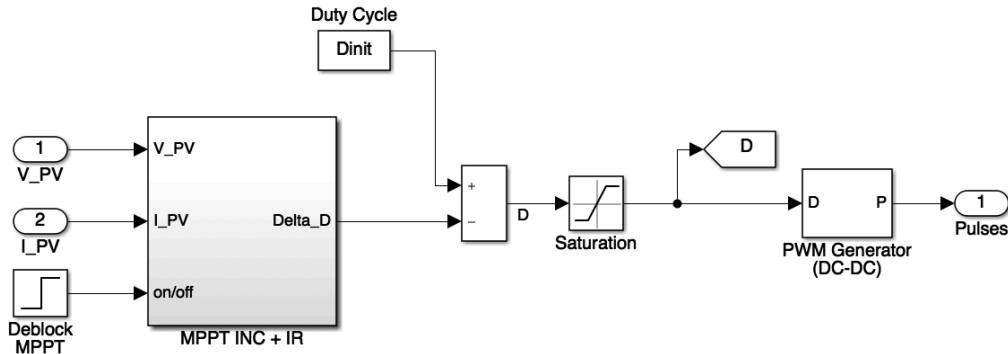 Duty Cycle
Dinit
1
V_PV
2
I_PV
Deblock
MPPT
V_PV
I_PV
on/off
Delta_D
MPPT INC + IR
+
−
D
Saturation
D
D
P
PWM Generator
(DC-DC)
1
Pulses